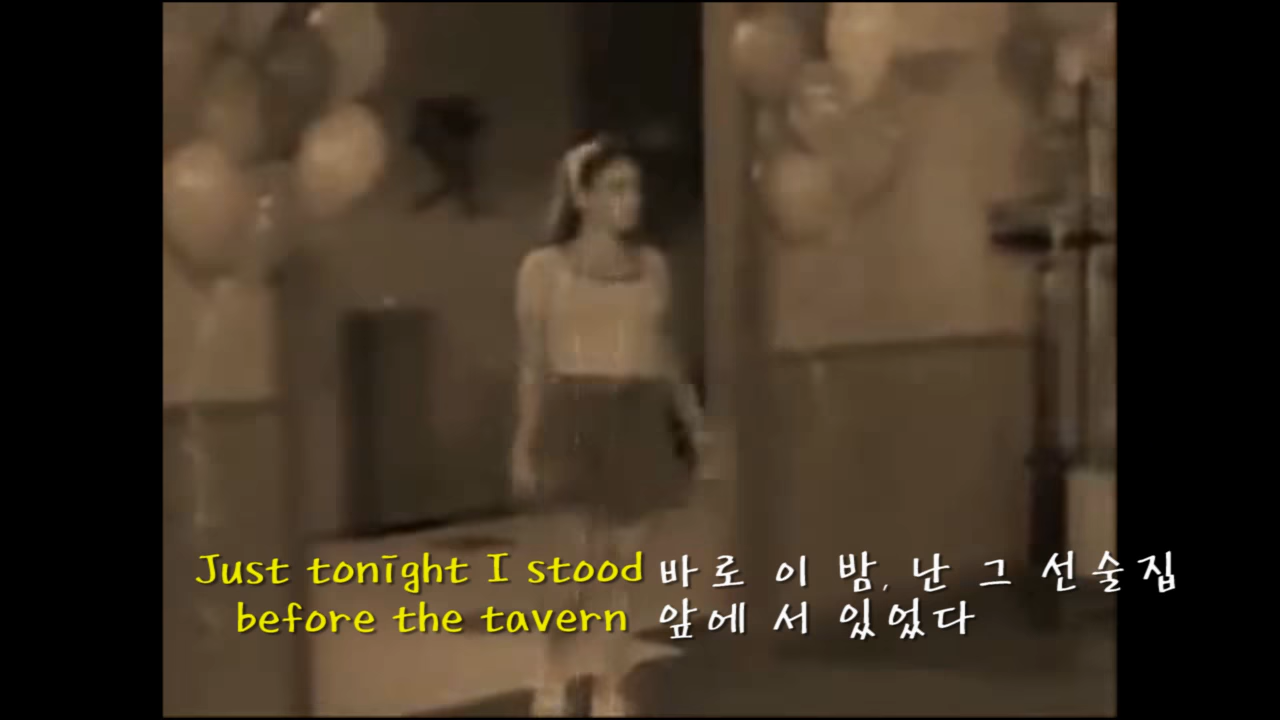 Just tonight I stood
before the tavern
바로 이 밤, 난 그 선술집
앞에 서 있었다